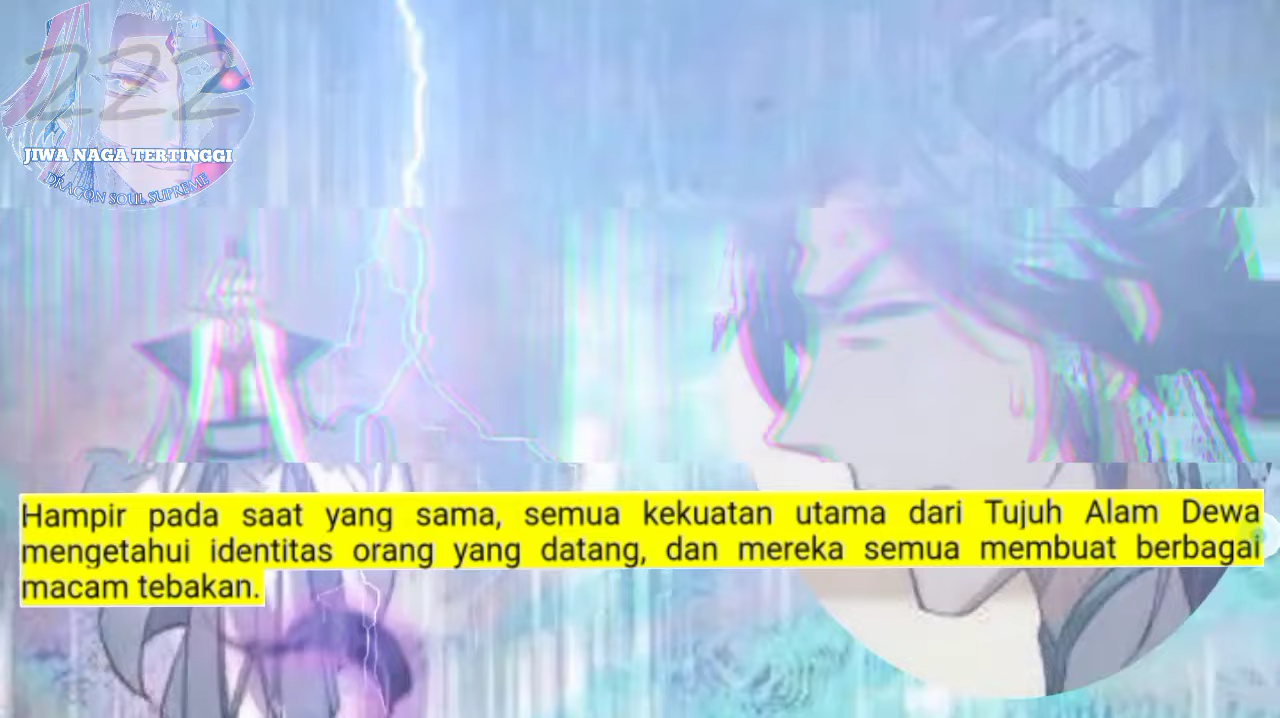 222
JIWA NAGA TERTINGGI
DRAGON SOUL SUPREME
Hampir pada saat yang sama, semua kekuatan utama dari Tujuh Alam Dewa
mengetahui identitas orang yang datang, dan mereka semua membuat berbagai
macam tebakan.